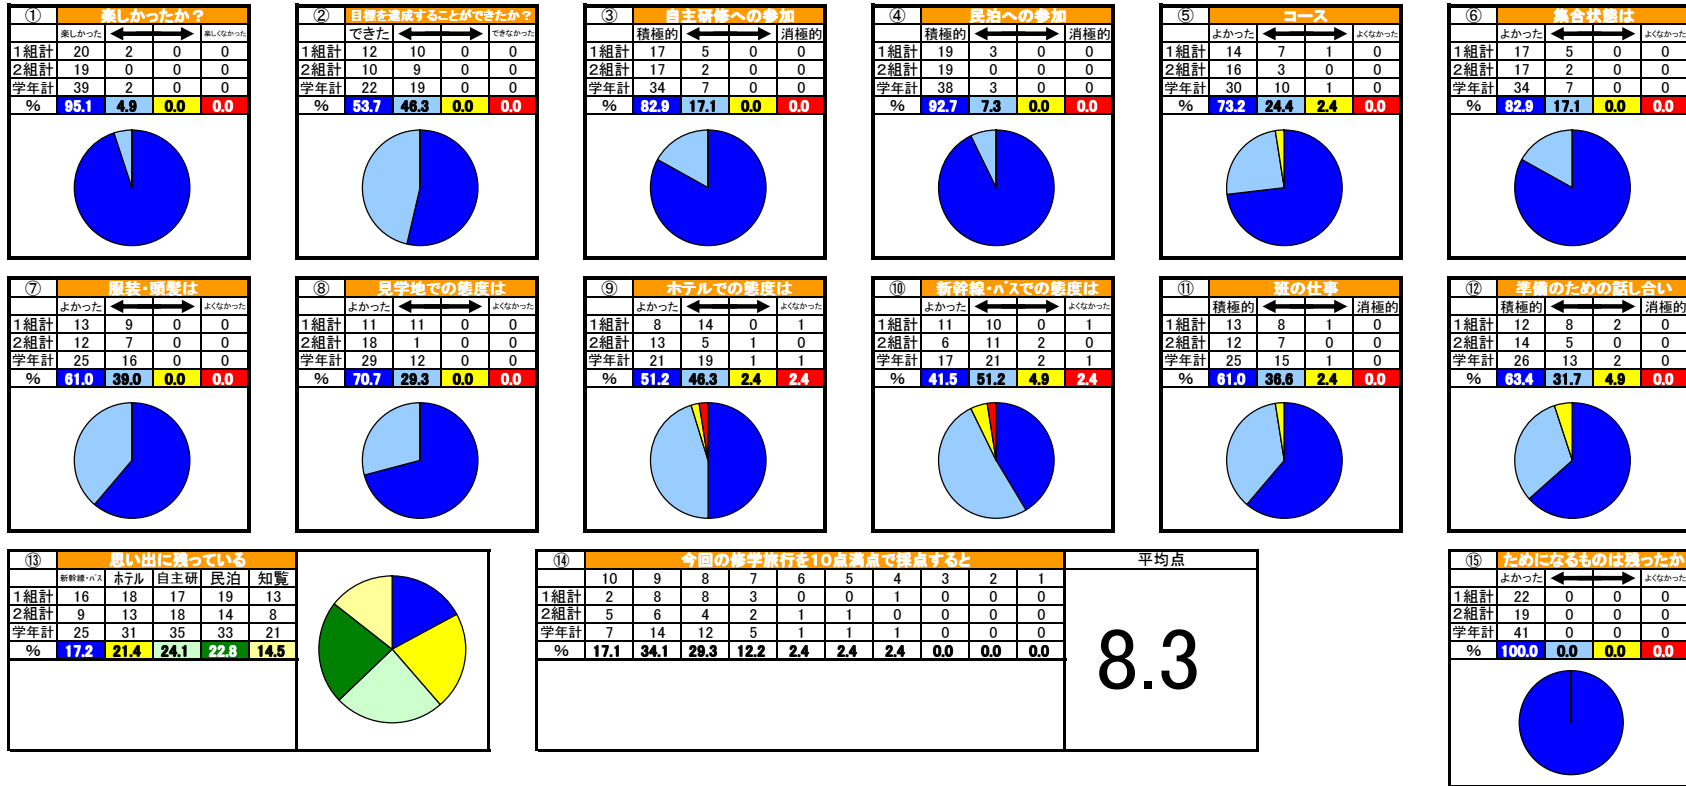 ① 楽しかったか？
楽しかった 楽しくなかった
1組計 20 2 0 0
2組計 19 0 0 0
学年計 39 2 0 0
% 95.1 4.9 0.0 0.0
② 目標を達成することができたか？
できた できなかった
1組計 12 10 0 0
2組計 10 9 0 0
学年計 22 19 0 0
% 53.7 46.3 0.0 0.0
③ 自主研修への参加
積極的 消極的
1組計 17 5 0 0
2組計 17 2 0 0
学年計 34 7 0 0
% 82.9 17.1 0.0 0.0
④ 民泊への参加
積極的 消極的
1組計 19 3 0 0
2組計 19 0 0 0
学年計 38 3 0 0
% 92.7 7.3 0.0 0.0
⑤ コース
よかった よくなかった
1組計 14 7 1 0
2組計 16 3 0 0
学年計 30 10 1 0
% 73.2 24.4 2.4 0.0
⑥ 集合状態は
よかった よくなかった
1組計 17 5 0 0
2組計 17 2 0 0
学年計 34 7 0 0
% 82.9 17.1 0.0 0.0
⑦ 服装・頭髪は
よかった よくなかった
1組計 13 9 0 0
2組計 12 7 0 0
学年計 25 16 0 0
% 61.0 39.0 0.0 0.0
⑧ 見学地での態度は
よかった よくなかった
1組計 11 11 0 0
2組計 18 1 0 0
学年計 29 12 0 0
% 70.7 29.3 0.0 0.0
⑨ ホテルでの態度は
よかった よくなかった
1組計 8 14 0 1
2組計 13 5 1 0
学年計 21 19 1 1
% 51.2 46.3 2.4 2.4
⑩ 新幹線・バスでの態度は
よかった よくなかった
1組計 11 10 0 1
2組計 6 11 2 0
学年計 17 21 2 1
% 41.5 51.2 4.9 2.4
⑪ 班の仕事
積極的 消極的
1組計 13 8 1 0
2組計 12 7 0 0
学年計 25 15 1 0
% 61.0 36.6 2.4 0.0
⑫ 準備のための話し合い
積極的 消極的
1組計 12 8 2 0
2組計 14 5 0 0
学年計 26 13 2 0
% 63.4 31.7 4.9 0.0
⑬ 思い出に残っている
新幹線・バス ホテル 自主研 民泊 知覧
1組計 16 18 17 19 13
2組計 9 13 18 14 8
学年計 25 31 35 33 21
% 17.2 21.4 24.1 22.8 14.5
⑭ 今回の修学旅行を10点満点で採点すると 平均点
10 9 8 7 6 5 4 3 2 1
1組計 2 8 8 3 0 0 1 0 0 0
2組計 5 6 4 2 1 1 0 0 0 0
学年計 7 14 12 5 1 1 1 0 0 0
% 17.1 34.1 29.3 12.2 2.4 2.4 2.4 0.0 0.0 0.0
8.3
⑮ ためになるものは残ったか
よかった よくなかった
1組計 22 0 0 0
2組計 19 0 0 0
学年計 41 0 0 0
% 100.0 0.0 0.0 0.0